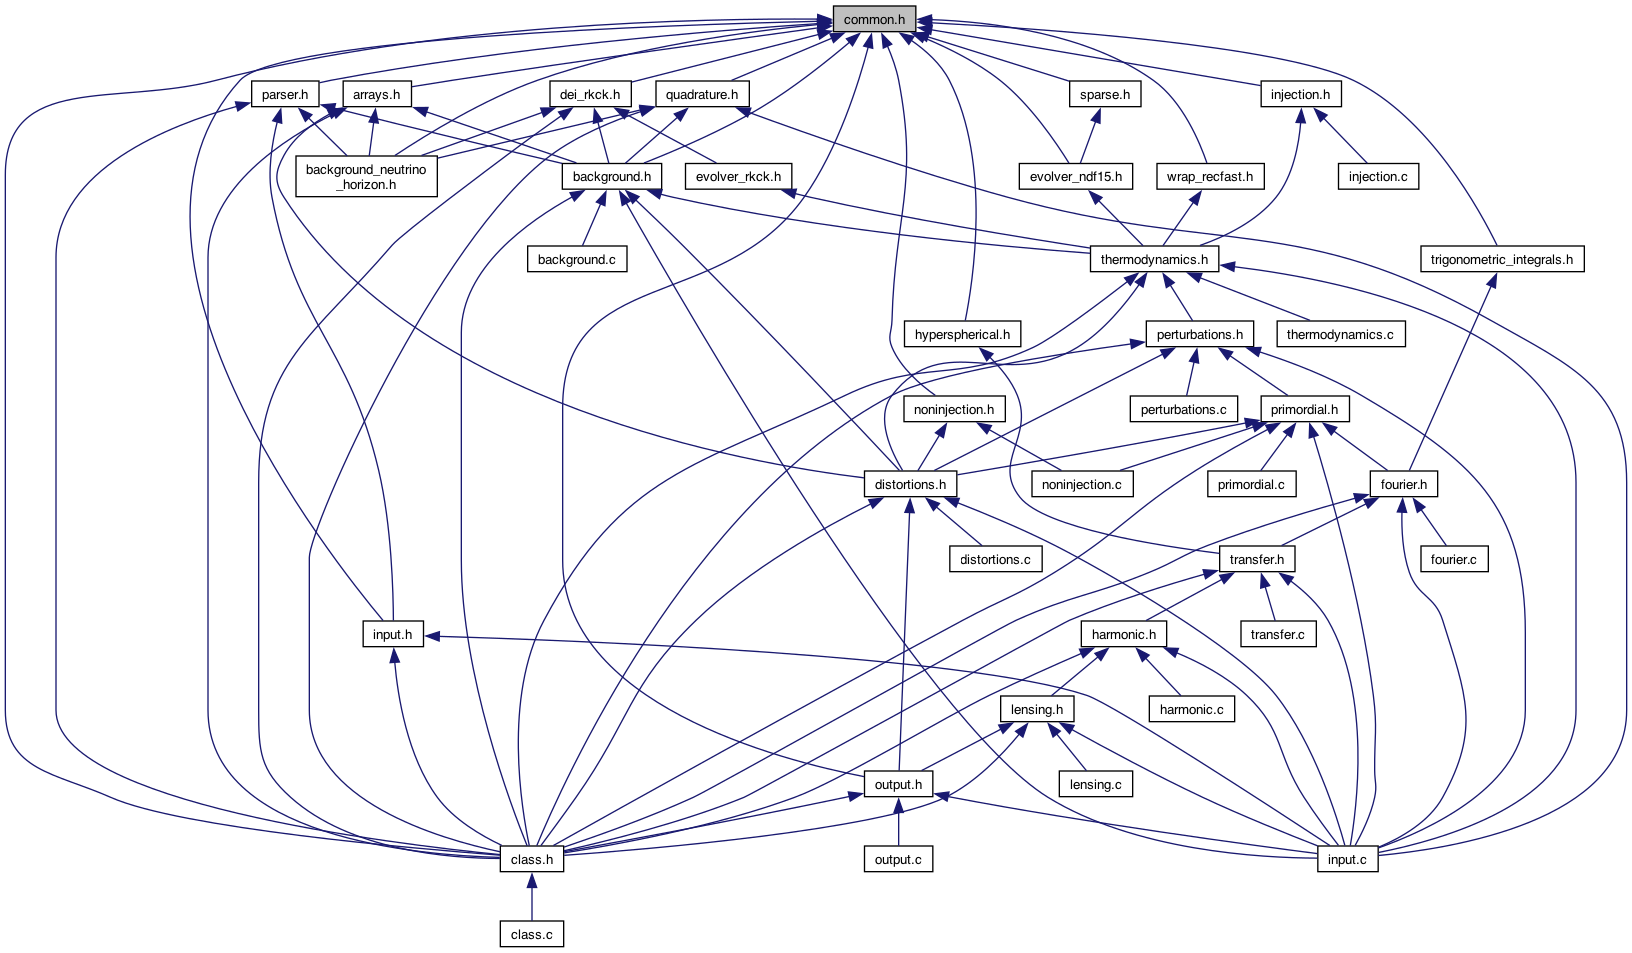 common.h
parser.h
arrays.h
dei_rkck.h
quadrature.h
sparse.h
injection.h
background_neutrino
_horizon.h
background.h
evolver_rkck.h
evolver_ndf15.h
wrap_recfast.h
injection.c
background.c
thermodynamics.h
trigonometric_integrals.h
hyperspherical.h
perturbations.h
thermodynamics.c
noninjection.h
perturbations.c
primordial.h
distortions.h
noninjection.c
primordial.c
fourier.h
distortions.c
transfer.h
fourier.c
input.h
harmonic.h
transfer.c
lensing.h
harmonic.c
output.h
lensing.c
class.h
output.c
input.c
class.c